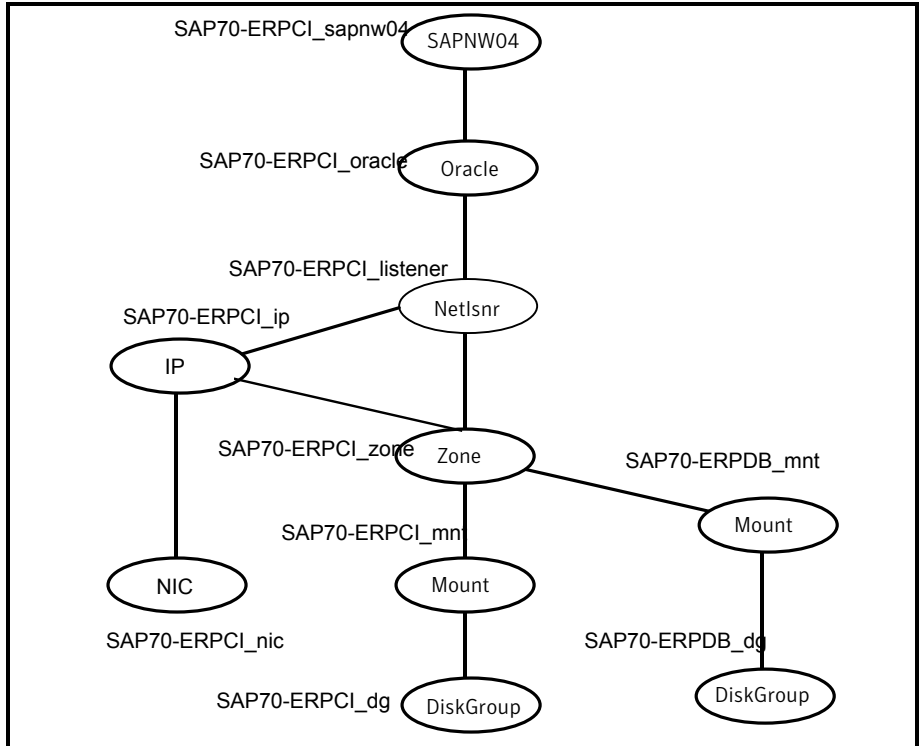 SAP70-ERPCI_sapnw04
SAPNW04
SAP70-ERPCI_oracle
Oracle
SAP70-ERPCI_listener
Netlsnr
SAP70-ERPCI_ip
IP
SAP70-ERPCI_zone
Zone
SAP70-ERPDB_mnt
Mount
SAP70-ERPCI_mnt
Mount
NIC
SAP70-ERPCI_nic
SAP70-ERPDB_dg
SAP70-ERPCI_dg
DiskGroup
DiskGroup